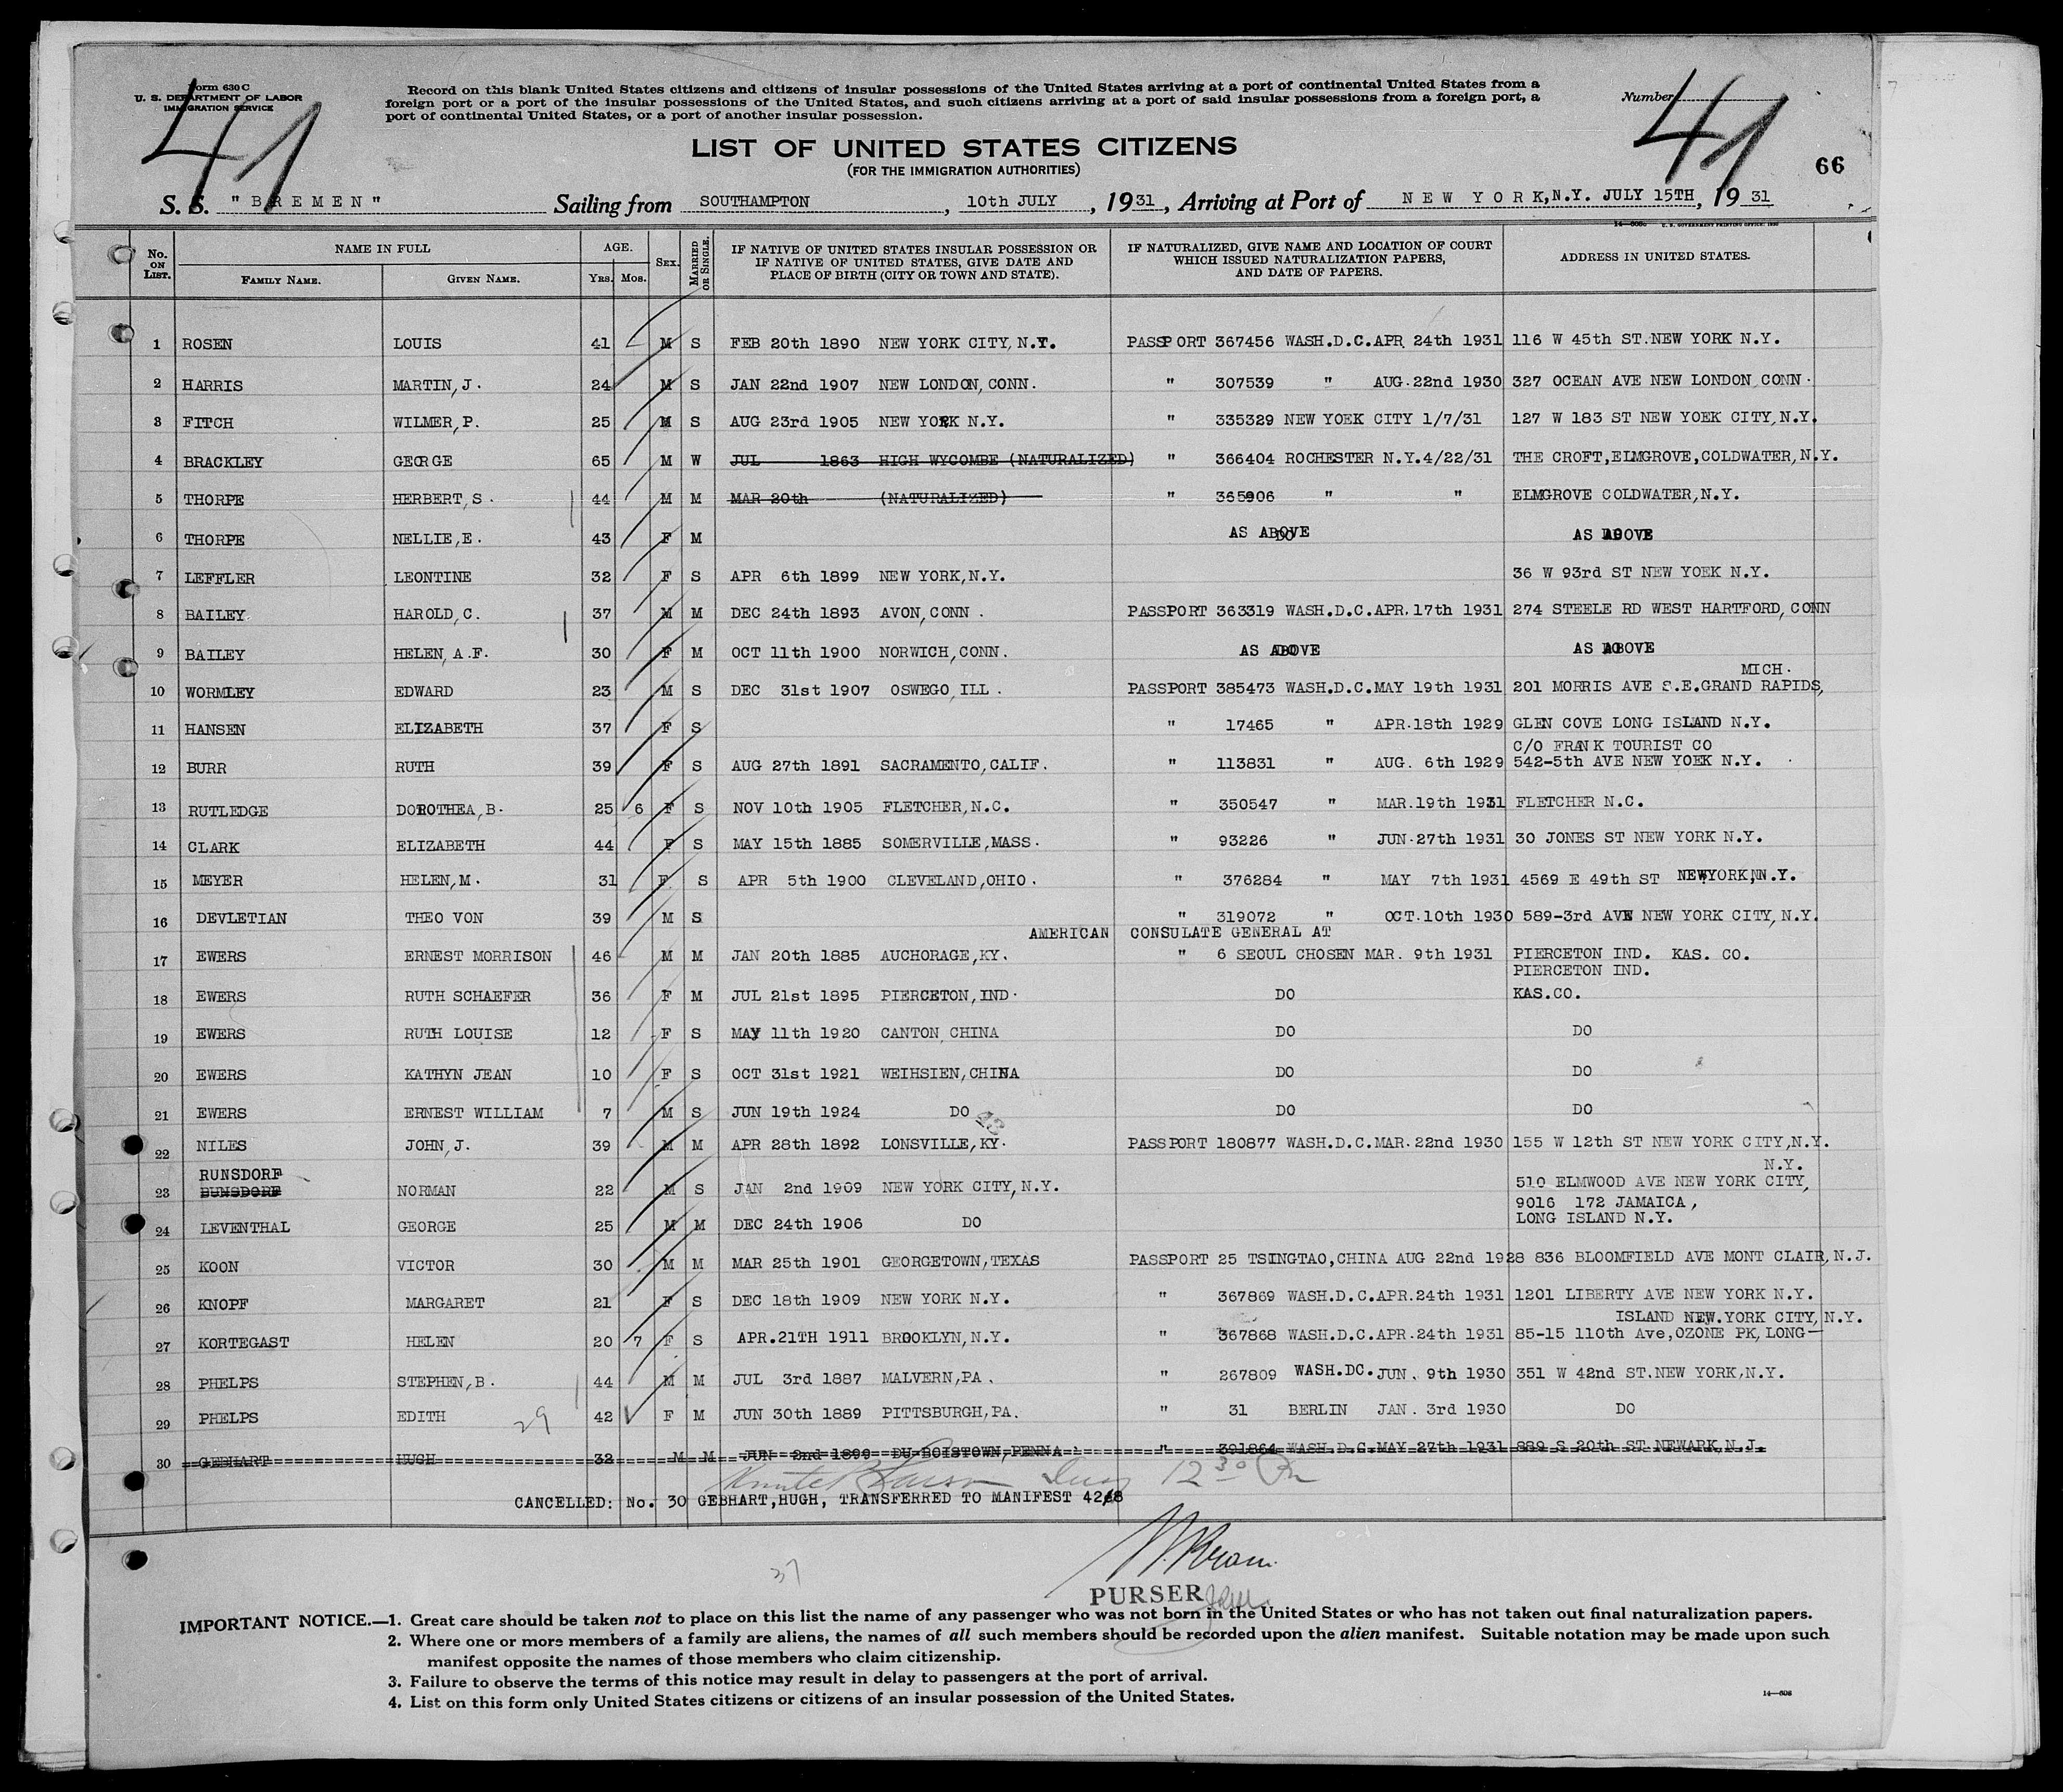 Form 630 C
U. S. DEPARTMENT OF LABOR
IMMIGRATION SERVICE
41
Record on this blank United States citizens and citizens of insular possessions of the United States arriving at a port of continental United States from a
foreign port or a port of the insular possessions of the United States, and such citizens arriving at a port of said insular possessions from a foreign port, a
port of continental United States, or a port of another insular possession.
Number
41
66
LIST OF UNITED STATES CITIZENS
(FOR THE IMMIGRATION AUTHORITIES)
S. S. "BREMEN" Sailing from SOUTHAMPTON, 10th JULY, 1931, Arriving at Port of NEW YORK, N.Y. JULY 15TH, 1931
No. ON LIST. NAME IN FULL FAMILY NAME. GIVEN NAME. AGE. YRS. MOS. SEX. MARRIED OR SINGLE. IF NATIVE OF UNITED STATES INSULAR POSSESSION OR IF NATIVE OF UNITED STATES, GIVE DATE AND PLACE OF BIRTH (CITY OR TOWN AND STATE). IF NATURALIZED, GIVE NAME AND LOCATION OF COURT WHICH ISSUED NATURALIZATION PAPERS, AND DATE OF PAPERS. ADDRESS IN UNITED STATES.
1 ROSEN LOUIS 41 M S FEB 20th 1890 NEW YORK CITY, N.Y. PASSPORT 367456 WASH.D.C.APR 24th 1931 116 W 45th ST.NEW YORK N.Y.
2 HARRIS MARTIN,J. 24 M S JAN 22nd 1907 NEW LONDON,CONN. " 307539 " AUG.22nd 1930 327 OCEAN AVE NEW LONDON CONN.
3 FITCH WILMER,P. 25 M S AUG 23rd 1905 NEW YORK N.Y. " 335329 NEW YOEK CITY 1/7/31 127 W 183 ST NEW YOEK CITY,N.Y.
4 BRACKLEY GEORGE 65 M W JUL 1863 HIGH WYCOMBE (NATURALIZED) " 366404 ROCHESTER N.Y.4/22/31 THE CROFT,ELMGROVE,COLDWATER,N.Y.
5 THORPE HERBERT,S. 44 M M MAR 20th (NATURALIZED) " 365906 " " ELMGROVE COLDWATER,N.Y.
6 THORPE NELLIE,E. 43 F M AS ABOVE AS ABOVE
7 LEFFLER LEONTINE 32 F S APR 6th 1899 NEW YORK,N.Y. 36 W 93rd ST NEW YOEK N.Y.
8 BAILEY HAROLD,C. 37 M M DEC 24th 1893 AVON,CONN. PASSPORT 363319 WASH.D.C.APR.17th 1931 274 STEELE RD WEST HARTFORD,CONN
9 BAILEY HELEN,A.F. 30 F M OCT 11th 1900 NORWICH,CONN. AS ABOVE AS ABOVE
MICH.
10 WORMLEY EDWARD 23 M S DEC 31st 1907 OSWEGO,ILL. PASSPORT 385473 WASH.D.C.MAY 19th 1931 201 MORRIS AVE S.E.GRAND RAPIDS,
11 HANSEN ELIZABETH 37 F S " 17465 " APR.18th 1929 GLEN COVE LONG ISLAND N.Y.
C/O FRANK TOURIST CO
12 BURR RUTH 39 F S AUG 27th 1891 SACRAMENTO,CALIF. " 113831 " AUG. 6th 1929 542-5th AVE NEW YOEK N.Y.
13 RUTLEDGE DOROTHEA,B. 25 6 F S NOV 10th 1905 FLETCHER,N.C. " 350547 " MAR.19th 1931 FLETCHER N.C.
14 CLARK ELIZABETH 44 F S MAY 15th 1885 SOMERVILLE,MASS. " 93226 " JUN.27th 1931 30 JONES ST NEW YORK N.Y.
15 MEYER HELEN,M. 31 F S APR 5th 1900 CLEVELAND,OHIO. " 376284 " MAY 7th 1931 4569 E 49th ST NEWYORK,N.Y.
16 DEVLETIAN THEO VON 39 M S " 319072 " OCT.10th 1930 589-3rd AVE NEW YORK CITY,N.Y.
AMERICAN CONSULATE GENERAL AT
17 EWERS ERNEST MORRISON 46 M M JAN 20th 1885 AUCHORAGE,KY. " 6 SEOUL CHOSEN MAR. 9th 1931 PIERCETON IND. KAS. CO.
PIERCETON IND.
18 EWERS RUTH SCHAEFER 36 F M JUL 21st 1895 PIERCETON,IND. DO KAS.CO.
19 EWERS RUTH LOUISE 12 F S MAY 11th 1920 CANTON CHINA DO DO
20 EWERS KATHYN JEAN 10 F S OCT 31st 1921 WEIHSIEN,CHINA DO DO
21 EWERS ERNEST WILLIAM 7 M S JUN 19th 1924 DO DO DO
22 NILES JOHN,J. 39 M M APR 28th 1892 LONSVILLE,KY. PASSPORT 180877 WASH.D.C.MAR.22nd 1930 155 W 12th ST NEW YORK CITY,N.Y.
RUNSDORF N.Y.
23 DUNSDORF NORMAN 22 M S JAN 2nd 1909 NEW YORK CITY,N.Y. 510 ELMWOOD AVE NEW YORK CITY,
9016 172 JAMAICA,
24 LEVENTHAL GEORGE 25 M M DEC 24th 1906 DO LONG ISLAND N.Y.
25 KOON VICTOR 30 M M MAR 25th 1901 GEORGETOWN,TEXAS PASSPORT 25 TSINGTAO,CHINA AUG 22nd 1928 836 BLOOMFIELD AVE MONT CLAIR,N.J.
26 KNOPF MARGARET 21 F S DEC 18th 1909 NEW YORK N.Y. " 367869 WASH.D.C.APR.24th 1931 1201 LIBERTY AVE NEW YORK N.Y.
ISLAND NEW.YORK CITY,N.Y.
27 KORTEGAST HELEN 20 7 F S APR.21TH 1911 BROOKLYN,N.Y. " 367868 WASH.D.C.APR.24th 1931 85-15 110th Ave,OZONE PK,LONG—
28 PHELPS STEPHEN,B. 44 M M JUL 3rd 1887 MALVERN,PA. " 267809 WASH.DC. JUN. 9th 1930 351 W 42nd ST.NEW YORK,N.Y.
29 PHELPS EDITH 29 42 F M JUN 30th 1889 PITTSBURGH,PA. " 31 BERLIN JAN. 3rd 1930 DO
30 GEBHART HUGH 32 M M JUN 2nd 1899 DU BOISTOWN,PENNA " 391864 WASH.D.C.MAY 27th 1931 889 S 20th ST NEWARK,N.J.
12 30
CANCELLED: No. 30 GEBHART,HUGH, TRANSFERRED TO MANIFEST 42
37
PURSER
IMPORTANT NOTICE.—1. Great care should be taken not to place on this list the name of any passenger who was not born in the United States or who has not taken out final naturalization papers.
2. Where one or more members of a family are aliens, the names of all such members should be recorded upon the alien manifest. Suitable notation may be made upon such
manifest opposite the names of those members who claim citizenship.
3. Failure to observe the terms of this notice may result in delay to passengers at the port of arrival.
4. List on this form only United States citizens or citizens of an insular possession of the United States.
14—608